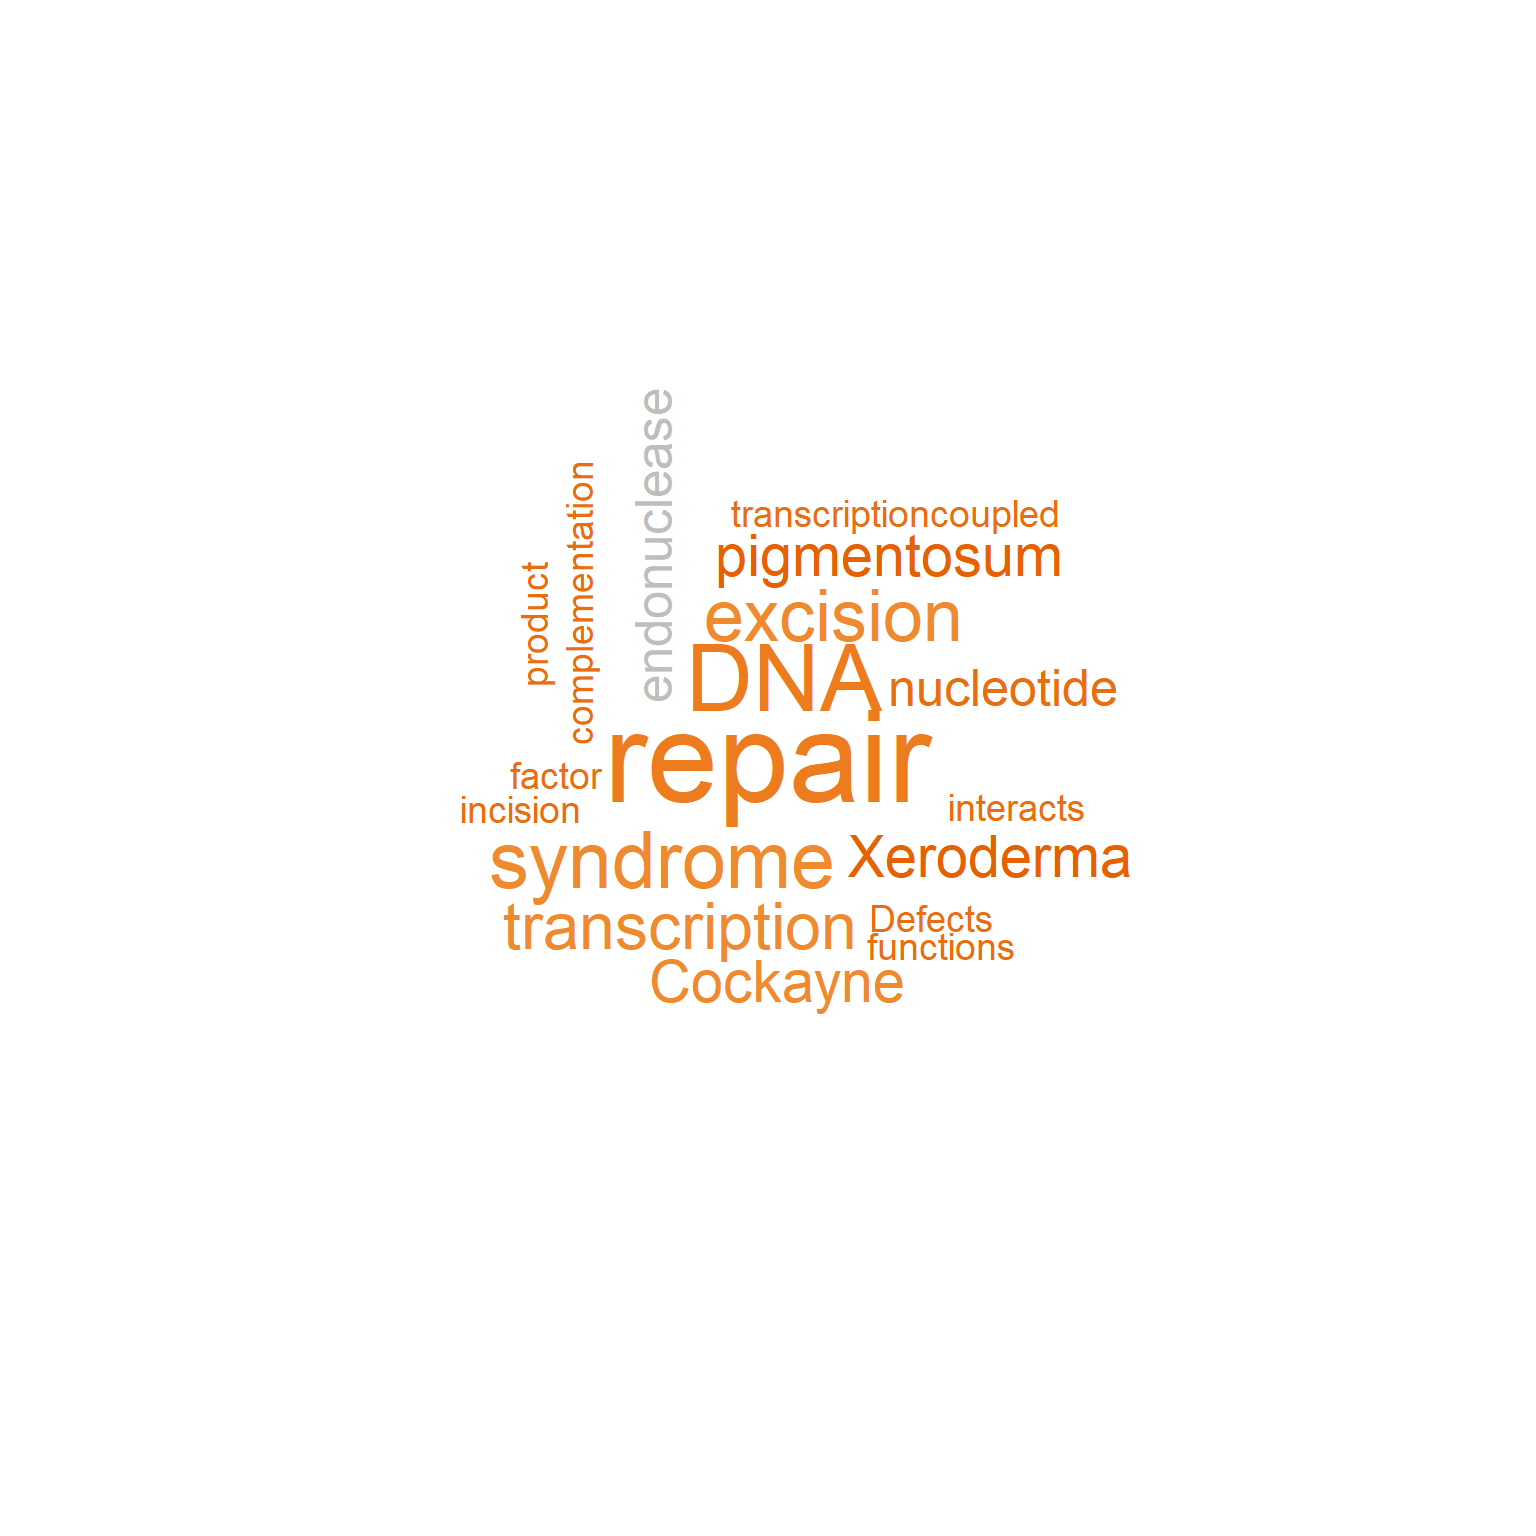 endonuclease
complementation
product
transcriptioncoupled
pigmentosum
excision
DNA
nucleotide
repair
factor
incision
interacts
syndrome
Xeroderma
transcription
Defects
functions
Cockayne